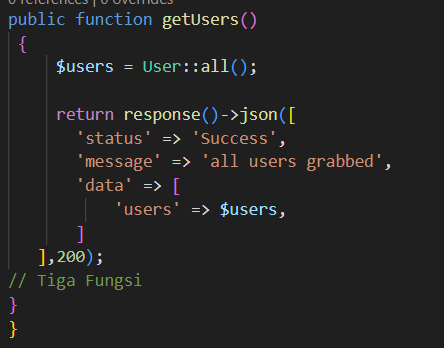 0 references | 0 overrides
public function getUsers()
{
$users = User::all();
return response()->json([
'status' => 'Success',
'message' => 'all users grabbed',
'data' => [
'users' => $users,
]
],200);
// Tiga Fungsi
}
}